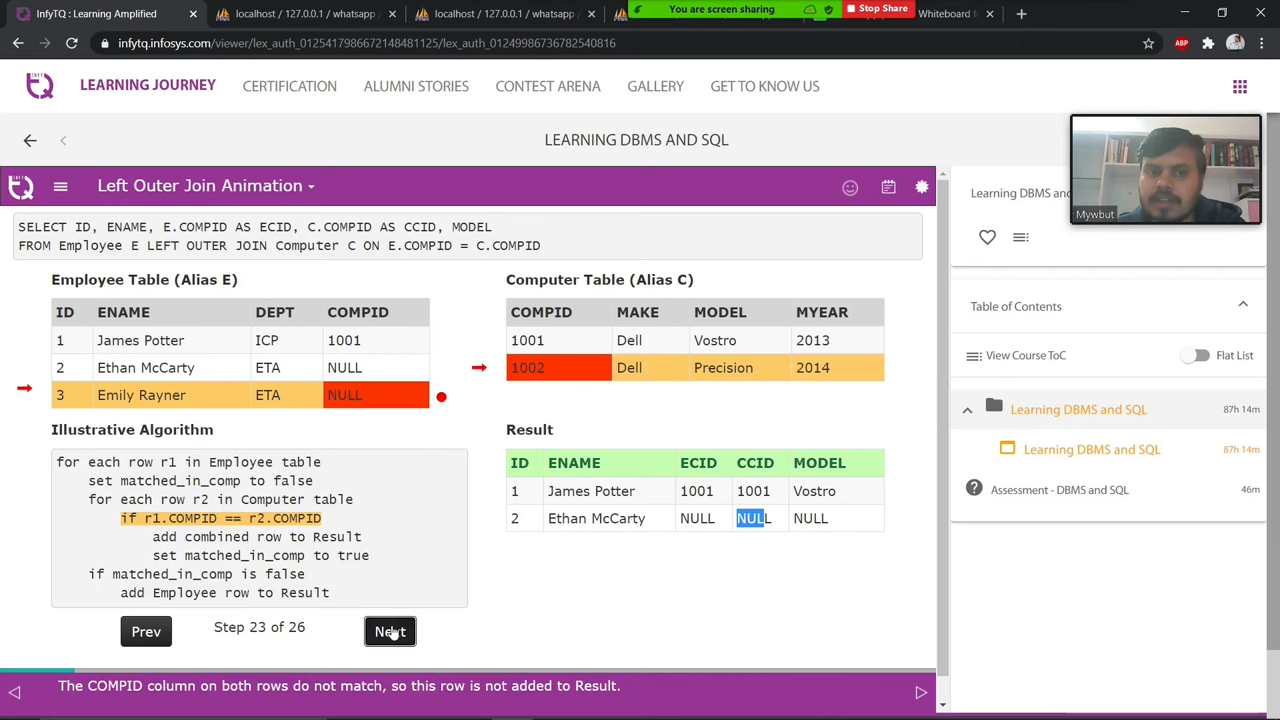 InfyTQ : Learning Amplified
localhost / 127.0.0.1 / whatsapp
localhost / 127.0.0.1 / whatsapp
You are screen sharing
Stop Share
Whiteboard
infytq.infosys.com/viewer/lex_auth_012541798667214848​1125/lex_auth_01249986736782540816
ABP
LEARNING JOURNEY
CERTIFICATION
ALUMNI STORIES
CONTEST ARENA
GALLERY
GET TO KNOW US
LEARNING DBMS AND SQL
Left Outer Join Animation
SELECT ID, ENAME, E.COMPID AS ECID, C.COMPID AS CCID, MODEL
FROM Employee E LEFT OUTER JOIN Computer C ON E.COMPID = C.COMPID
Employee Table (Alias E)
ID ENAME DEPT COMPID
1 James Potter ICP 1001
2 Ethan McCarty ETA NULL
3 Emily Rayner ETA NULL
Computer Table (Alias C)
COMPID MAKE MODEL MYEAR
1001 Dell Vostro 2013
1002 Dell Precision 2014
Illustrative Algorithm
for each row r1 in Employee table
set matched_in_comp to false
for each row r2 in Computer table
if r1.COMPID == r2.COMPID
add combined row to Result
set matched_in_comp to true
if matched_in_comp is false
add Employee row to Result
Result
ID ENAME ECID CCID MODEL
1 James Potter 1001 1001 Vostro
2 Ethan McCarty NULL NULL NULL
Prev
Step 23 of 26
Next
The COMPID column on both rows do not match, so this row is not added to Result.
Mywbut
Learning DBMS an
Table of Contents
View Course ToC
Flat List
Learning DBMS and SQL
87h 14m
Learning DBMS and SQL
87h 14m
Assessment - DBMS and SQL
46m